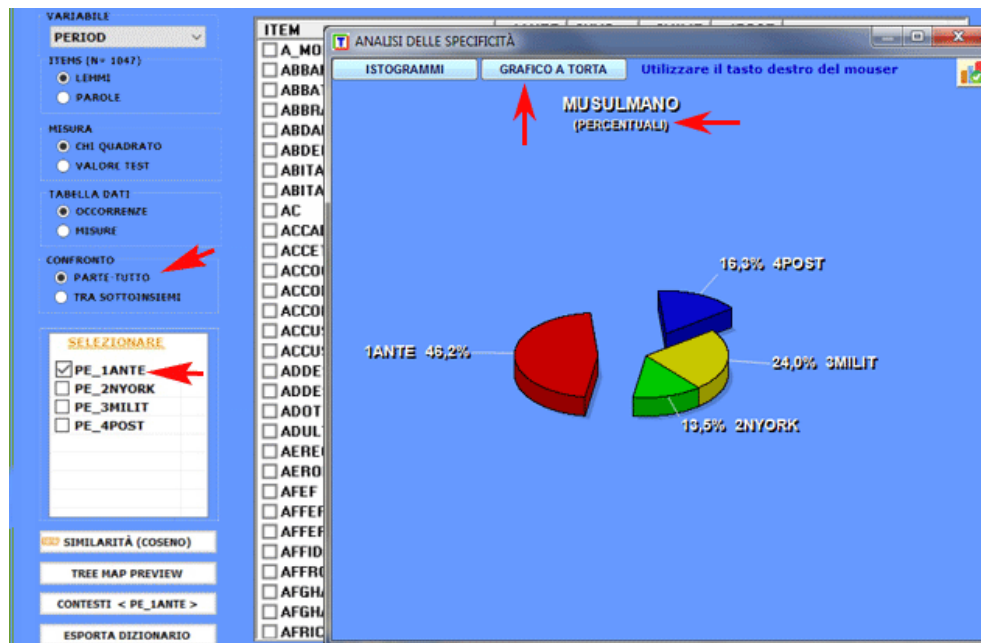 VARIABILE
PERIOD
ITEMS (N= 1047)
LEMMI
PAROLE
MISURA
CHI QUADRATO
VALORE TEST
TABELLA DATI
OCCORRENZE
MISURE
CONFRONTO
PARTE-TUTTO
TRA SOTTOINSIEMI
SELEZIONARE
PE_1ANTE
PE_2NYORK
PE_3MILIT
PE_4POST
SIMILARITÀ (COSENO)
TREE MAP PREVIEW
CONTESTI < PE_1ANTE >
ESPORTA DIZIONARIO
ITEM
A_MO
ABBA
ABBA
ABBR
ABDA
ABDE
ABITA
ABITA
AC
ACCA
ACCE
ACCO
ACCO
ACCO
ACCU
ACCU
ADDE
ADDE
ADOT
ADUL
AERE
AERO
AFEF
AFFE
AFFE
AFFID
AFFR
AFGH
AFGH
AFRIC
ANALISI DELLE SPECIFICITÀ
ISTOGRAMMI GRAFICO A TORTA Utilizzare il tasto destro del mouser
MUSULMANO
(PERCENTUALI)
16,3% 4POST
1ANTE 46,2%
24,0% 3MILIT
13,5% 2NYORK